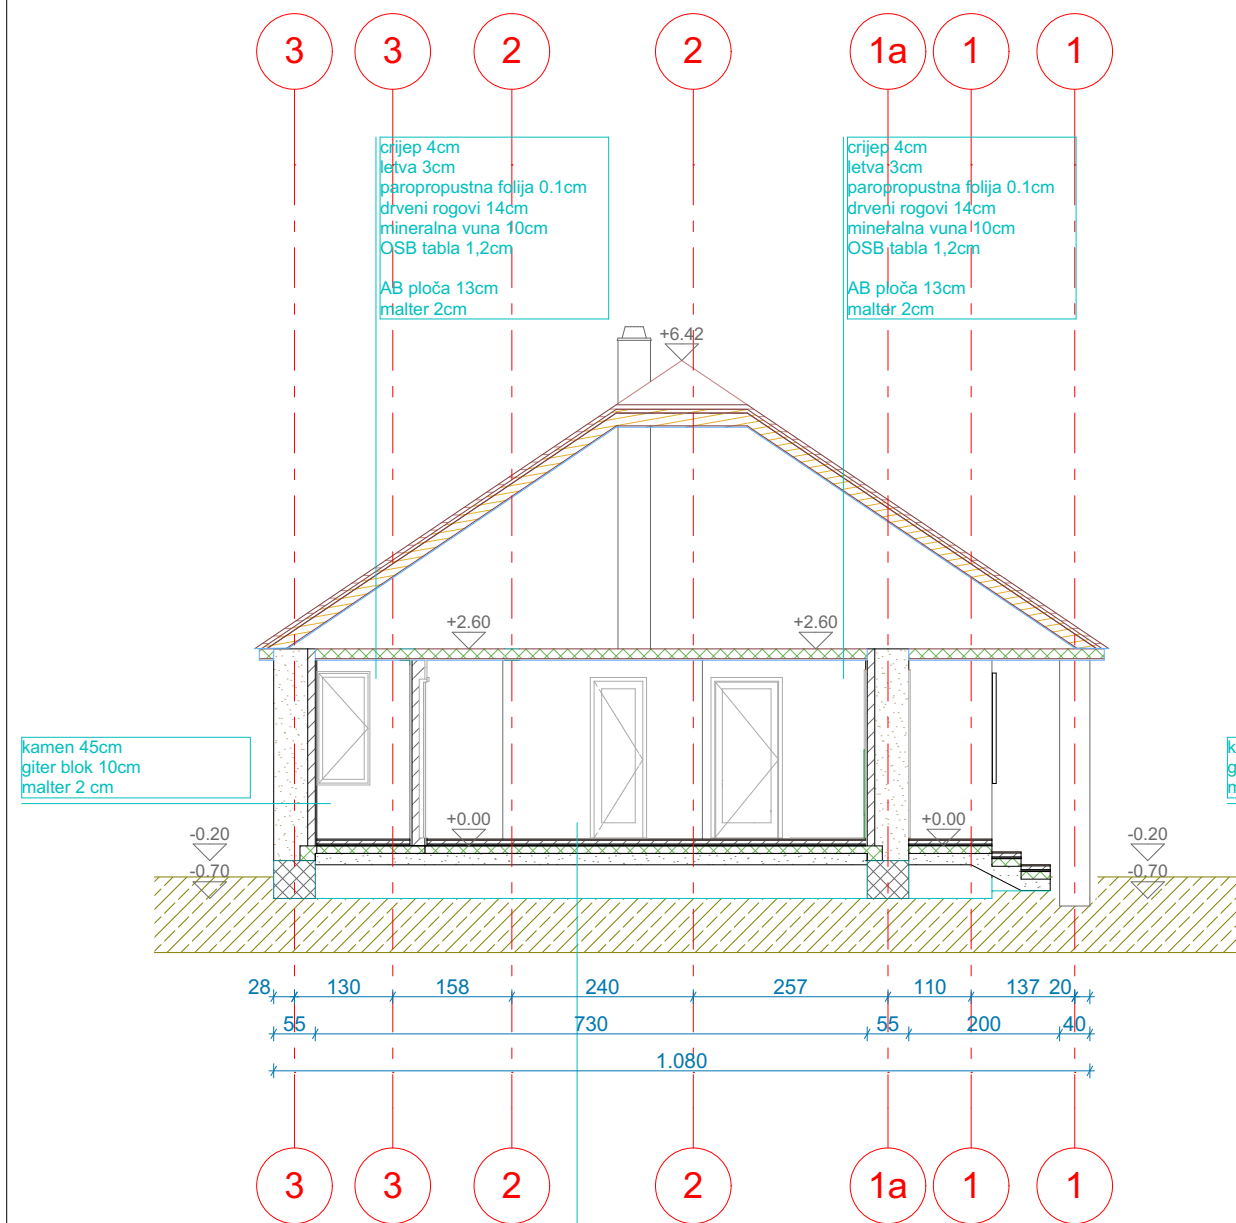 3 3 2 2 1a 1 1
crijep 4cm
letva 3cm
paropropustna folija 0.1cm
drveni rogovi 14cm
mineralna vuna 10cm
OSB tabla 1,2cm
AB ploča 13cm
malter 2cm
crijep 4cm
letva 3cm
paropropustna folija 0.1cm
drveni rogovi 14cm
mineralna vuna 10cm
OSB tabla 1,2cm
AB ploča 13cm
malter 2cm
+6.42
+2.60 +2.60
kamen 45cm
giter blok 10cm
malter 2 cm
k
g
m
+0.00 +0.00
-0.20 -0.20
-0.70 -0.70
28 130 158 240 257 110 137 20
55 730 55 200 40
1.080
3 3 2 2 1a 1 1